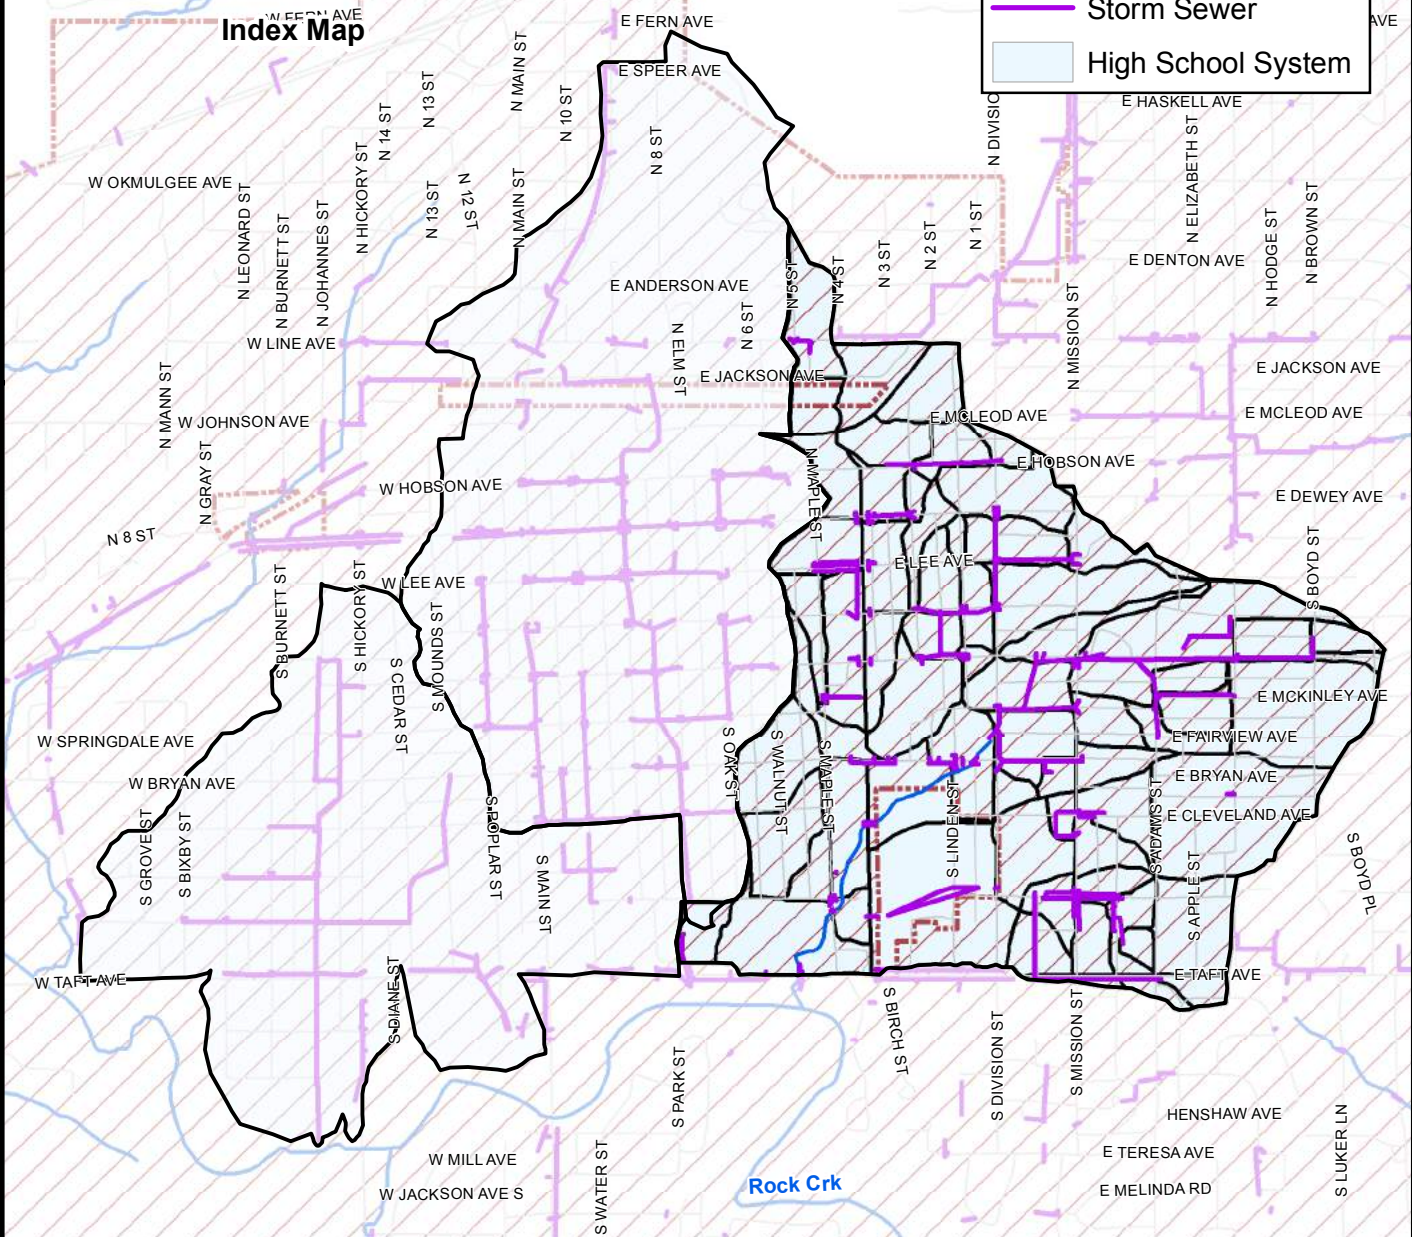 W FERN AVE
Index Map
E FERN AVE
AVE
Storm Sewer
High School System
E SPEER AVE
N MAIN ST
N 13 ST
N 10 ST
N 14 ST
N 8 ST
N DIVISIO
E HASKELL AVE
N ELIZABETH ST
W OKMULGEE AVE
N LEONARD ST
N BURNETT ST
N JOHANNES ST
N HICKORY ST
N 13 ST
N 12 ST
N MAIN ST
N 5 ST
N 4 ST
N 3 ST
N 2 ST
N 1 ST
E DENTON AVE
N HODGE ST
N BROWN ST
E ANDERSON AVE
N 6 ST
N ELM ST
N MISSION ST
W LINE AVE
E JACKSON AVE
E JACKSON AVE
N MANN ST
W JOHNSON AVE
E MCLEOD AVE
E MCLEOD AVE
N GRAY ST
N MAPLE ST
E HOBSON AVE
W HOBSON AVE
E DEWEY AVE
N 8 ST
E LEE AVE
W LEE AVE
S BURNETT ST
S HICKORY ST
S MOUNDS ST
S BOYD ST
S CEDAR ST
E MCKINLEY AVE
W SPRINGDALE AVE
S OAK ST
S WALNUT ST
S MAPLE ST
E FAIRVIEW AVE
W BRYAN AVE
E BRYAN AVE
S GROVE ST
S BIXBY ST
S POPLAR ST
S LINDEN ST
S ADAMS ST
E CLEVELAND AVE
S MAIN ST
S APPLE ST
S BOYD PL
W TAFT AVE
S DIANE ST
E TAFT AVE
S PARK ST
S BIRCH ST
S DIVISION ST
S MISSION ST
HENSHAW AVE
S LUKER LN
W MILL AVE
S WATER ST
E TERESA AVE
W JACKSON AVE S
Rock Crk
E MELINDA RD